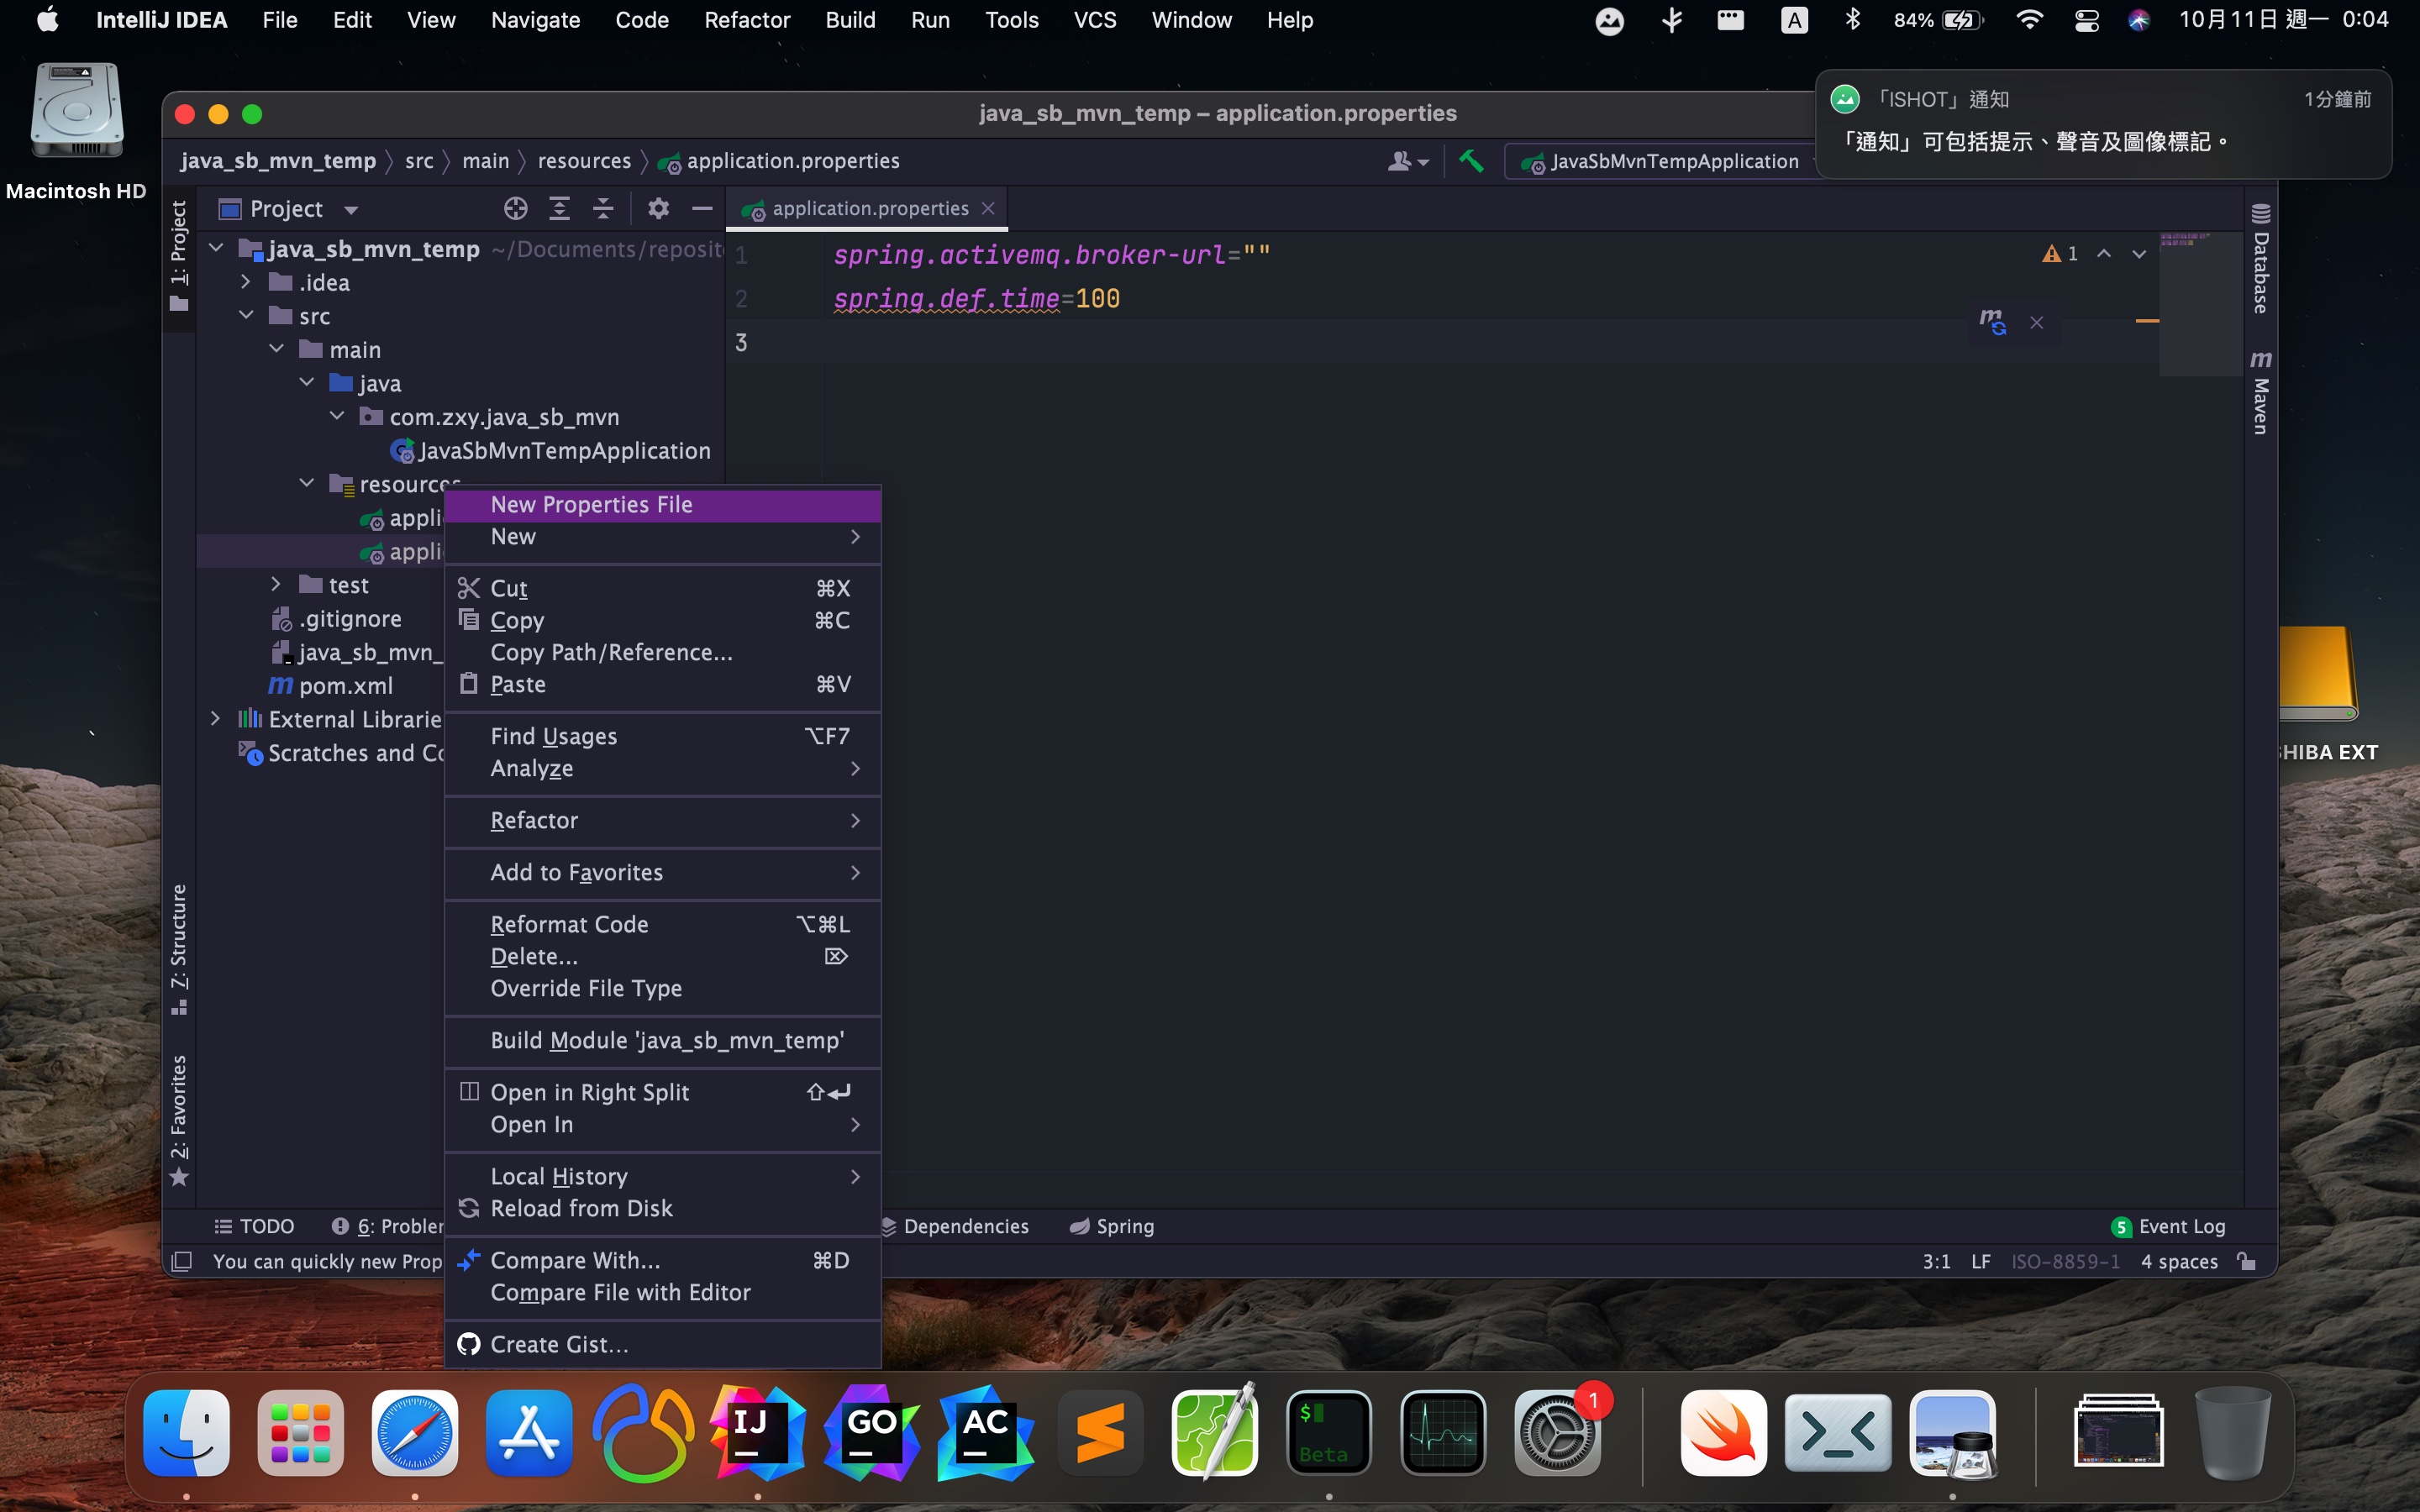 IntelliJ IDEA File Edit View Navigate Code Refactor Build Run Tools VCS Window Help A 84% 10月11日 週一 0:04
Macintosh HD
「ISHOT」通知 1分鐘前
「通知」可包括提示、聲音及圖像標記。
java_sb_mvn_temp – application.properties
java_sb_mvn_temp src main resources application.properties JavaSbMvnTempApplication
1: Project
Project
application.properties
java_sb_mvn_temp ~/Documents/reposit
.idea
src
main
java
com.zxy.java_sb_mvn
JavaSbMvnTempApplication
resources
appli
appli
test
.gitignore
java_sb_mvn_
pom.xml
External Librarie
Scratches and Co
1 spring.activemq.broker-url=""
2 spring.def.time=100
3
1
Database
m Maven
New Properties File
New
Cut ⌘X
Copy ⌘C
Copy Path/Reference...
Paste ⌘V
Find Usages ⌥F7
Analyze
Refactor
Add to Favorites
Reformat Code ⌥⌘L
Delete... ⌦
Override File Type
Build Module 'java_sb_mvn_temp'
Open in Right Split ⇧↩
Open In
Local History
Reload from Disk
Compare With... ⌘D
Compare File with Editor
Create Gist...
7: Structure
2: Favorites
TODO 6: Probler Dependencies Spring 5 Event Log
You can quickly new Prop 3:1 LF ISO-8859-1 4 spaces
SHIBA EXT
IJ GO AC $ Beta 1